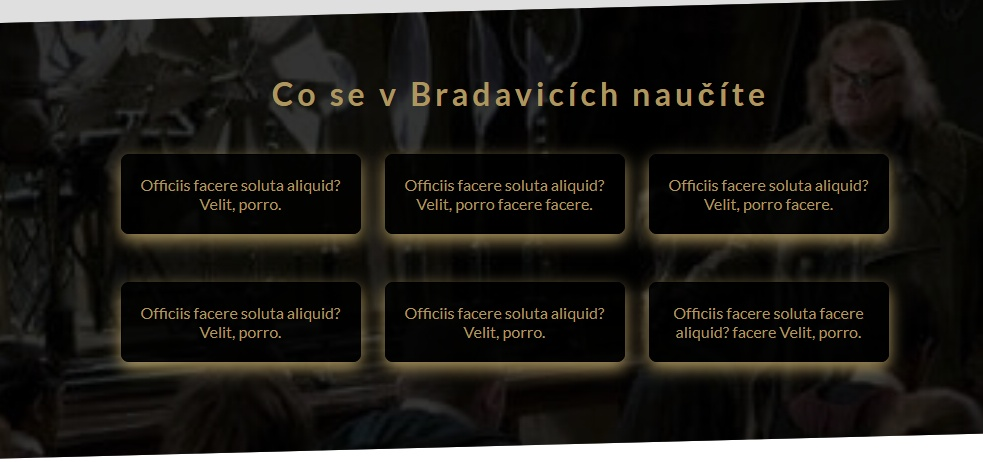 Co se v Bradavicích naučíte
Officiis facere soluta aliquid?
Velit, porro.
Officiis facere soluta aliquid?
Velit, porro facere facere.
Officiis facere soluta aliquid?
Velit, porro facere.
Officiis facere soluta aliquid?
Velit, porro.
Officiis facere soluta aliquid?
Velit, porro.
Officiis facere soluta facere
aliquid? facere Velit, porro.